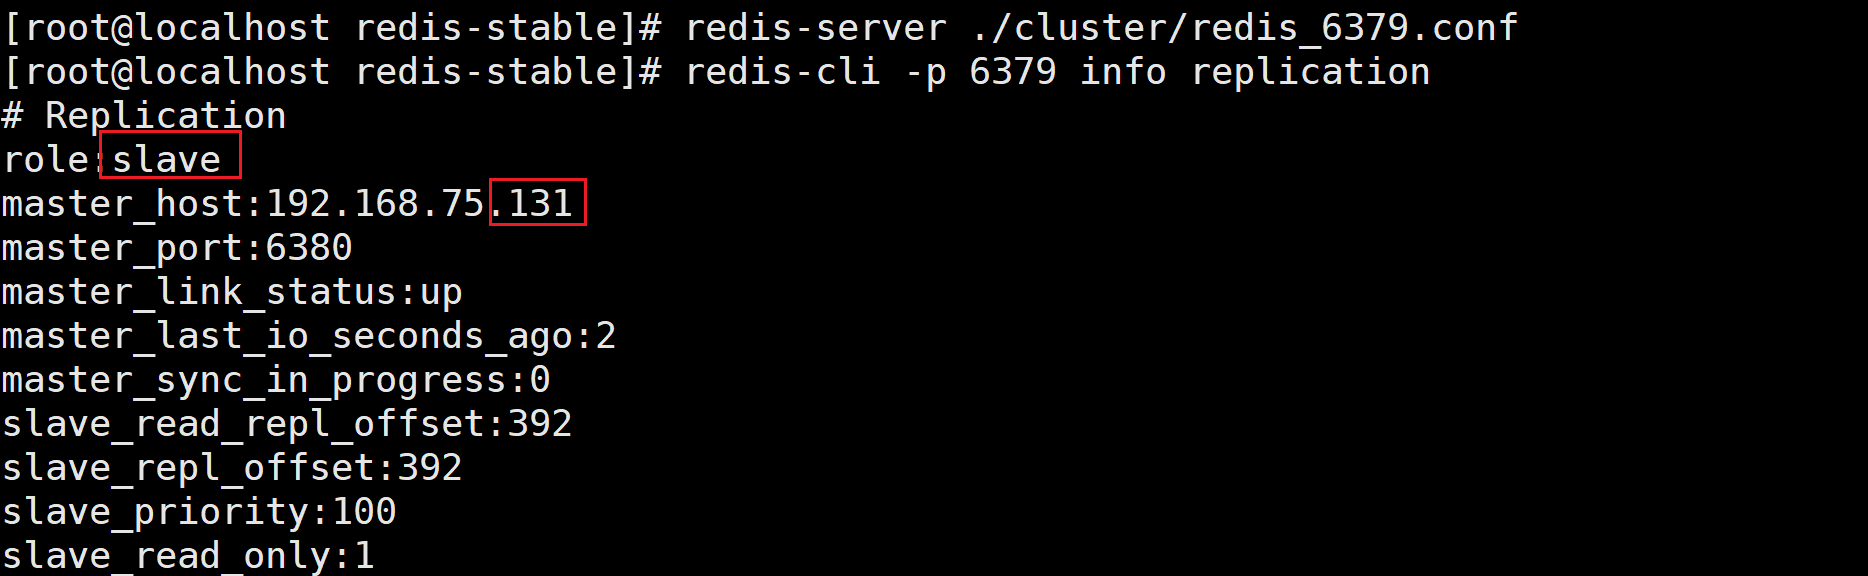 [root@localhost redis-stable]# redis-server ./cluster/redis_6379.conf
[root@localhost redis-stable]# redis-cli -p 6379 info replication
# Replication
role:slave
master_host:192.168.75.131
master_port:6380
master_link_status:up
master_last_io_seconds_ago:2
master_sync_in_progress:0
slave_read_repl_offset:392
slave_repl_offset:392
slave_priority:100
slave_read_only:1